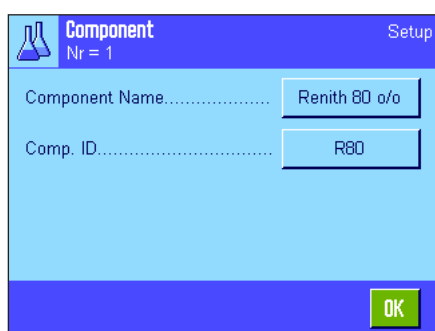 Component
Setup
Nr = 1
Component Name.................... Renith 80 o/o
Comp. ID................................ R80
OK